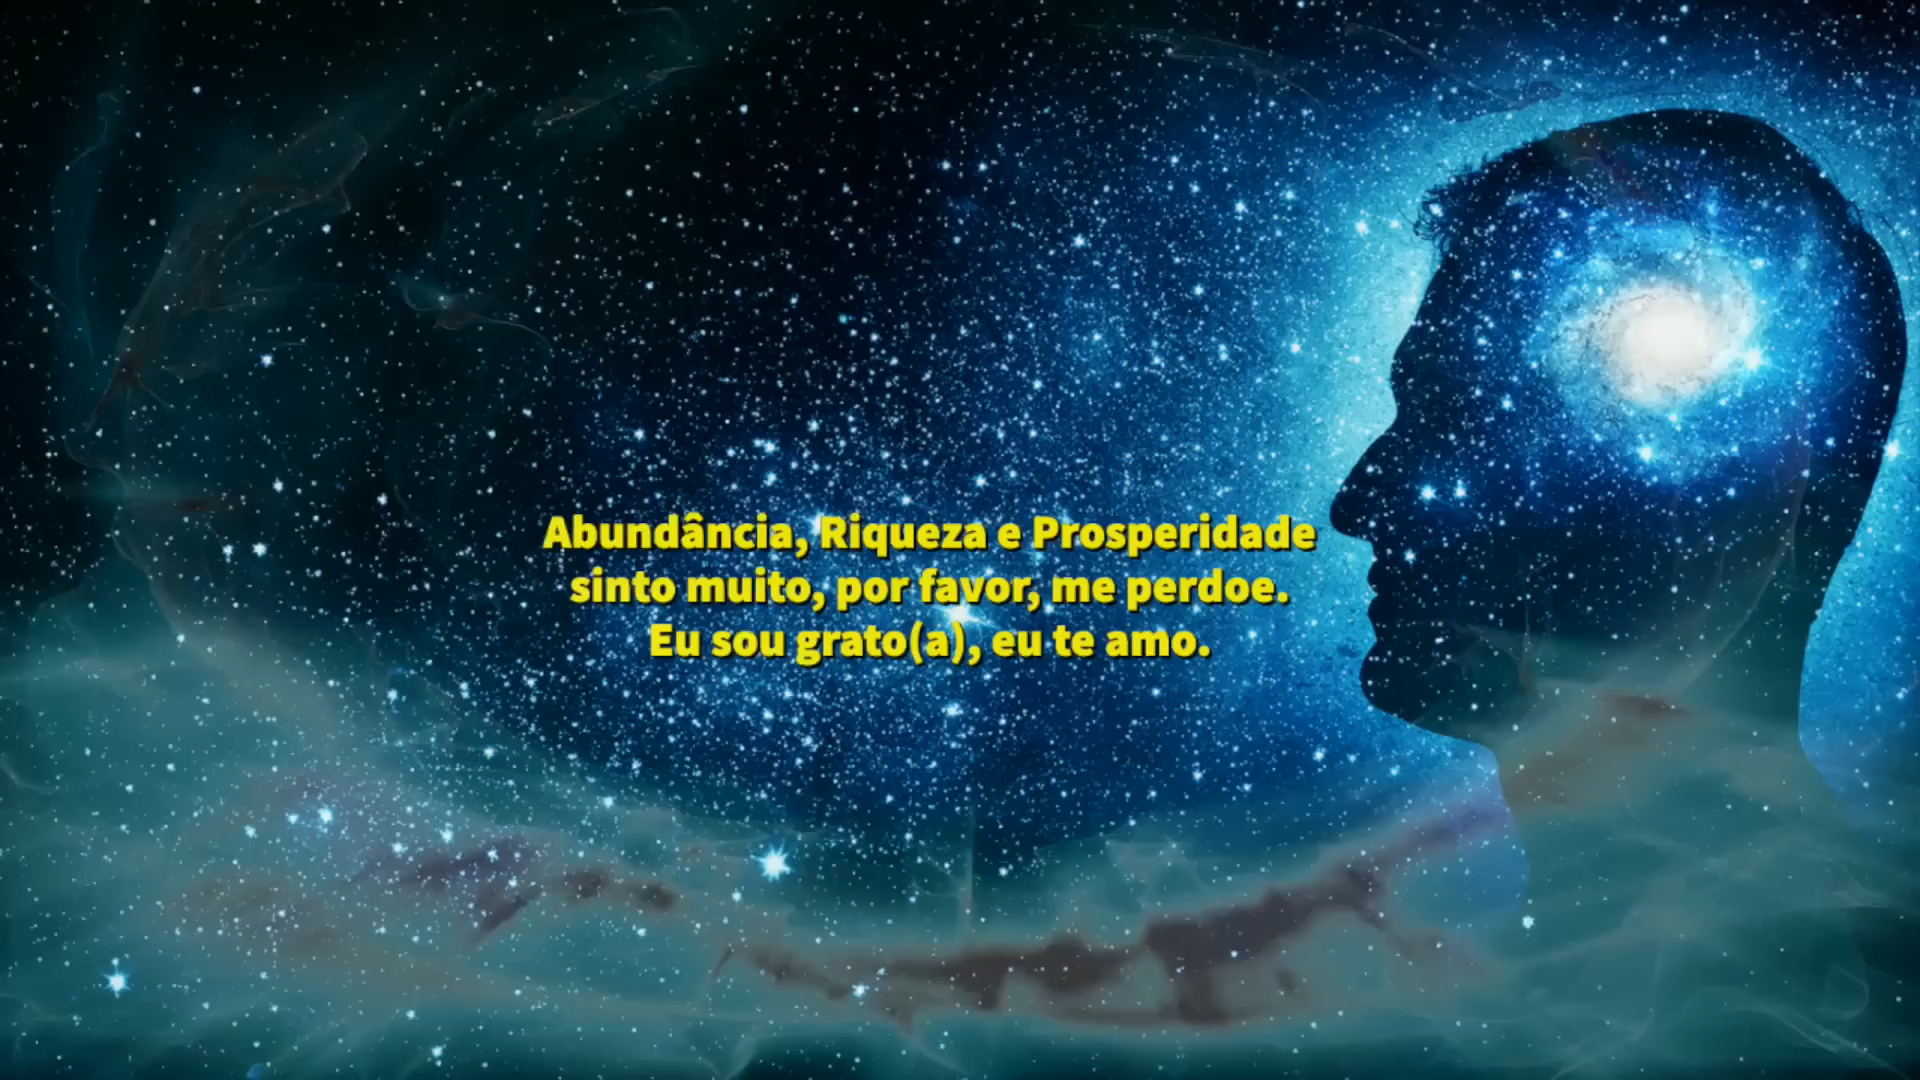 Abundância, Riqueza e Prosperidade
sinto muito, por favor, me perdoe.
Eu sou grato(a), eu te amo.